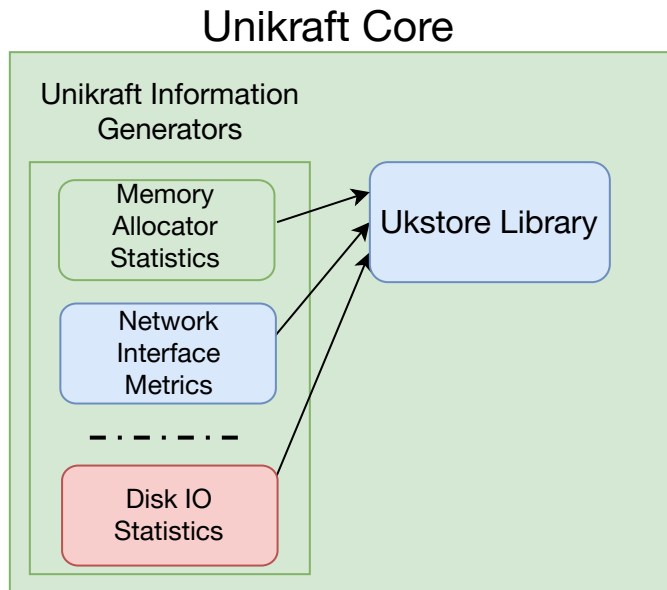 Unikraft Core
Unikraft Information
Generators
Memory
Allocator
Statistics
Ukstore Library
Network
Interface
Metrics
Disk IO
Statistics